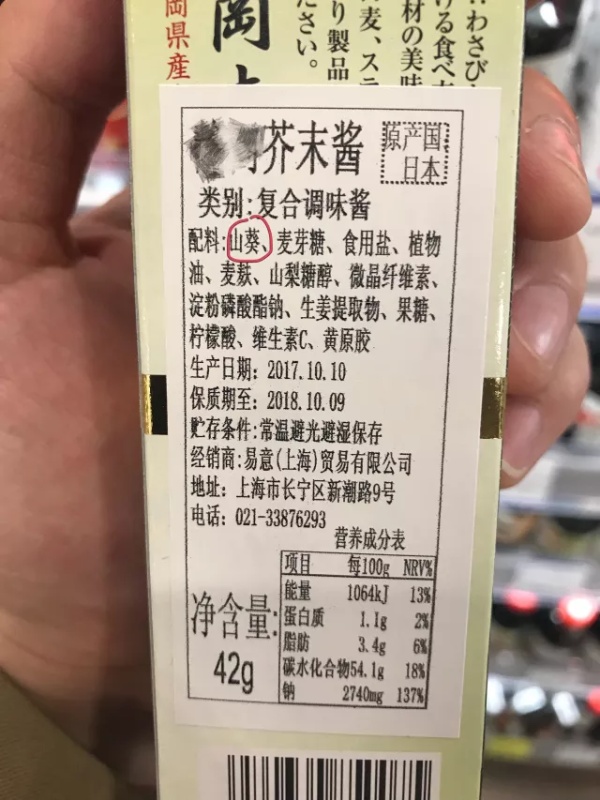 岡県産
岡
わさび
ける食べ方
材の美味
麦、ステ
り製品
ださい。
芥末酱
原产国
日本
类别:复合调味酱
配料:山葵、麦芽糖、食用盐、植物
油、麦麸、山梨糖醇、微晶纤维素、
淀粉磷酸酯钠、生姜提取物、果糖、
柠檬酸、维生素C、黄原胶
生产日期: 2017.10.10
保质期至: 2018.10.09
贮存条件:常温避光避湿保存
经销商:易意(上海)贸易有限公司
地址: 上海市长宁区新潮路9号
电话: 021-33876293
营养成分表
项目 每100g NRV%
能量 1064kJ 13%
蛋白质 1.1g 2%
脂肪 3.4g 6%
碳水化合物54.1g 18%
钠 2740mg 137%
净含量:
42g